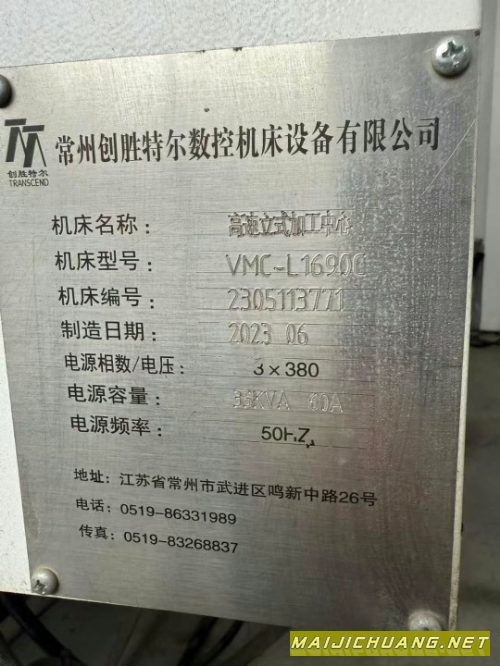 常州创胜特尔数控机床设备有限公司
创胜特尔
TRANSCEND
机床名称： 高速立式加工中心
机床型号： VMC-L1690C
机床编号： 2305113771
制造日期： 2023 06
电源相数/电压： 3×380
电源容量： 35KVA 60A
电源频率： 50HZ
地址：江苏省常州市武进区鸣新中路26号
电话：0519-86331989
传真：0519-83268837
MAIJICHUANG.NET